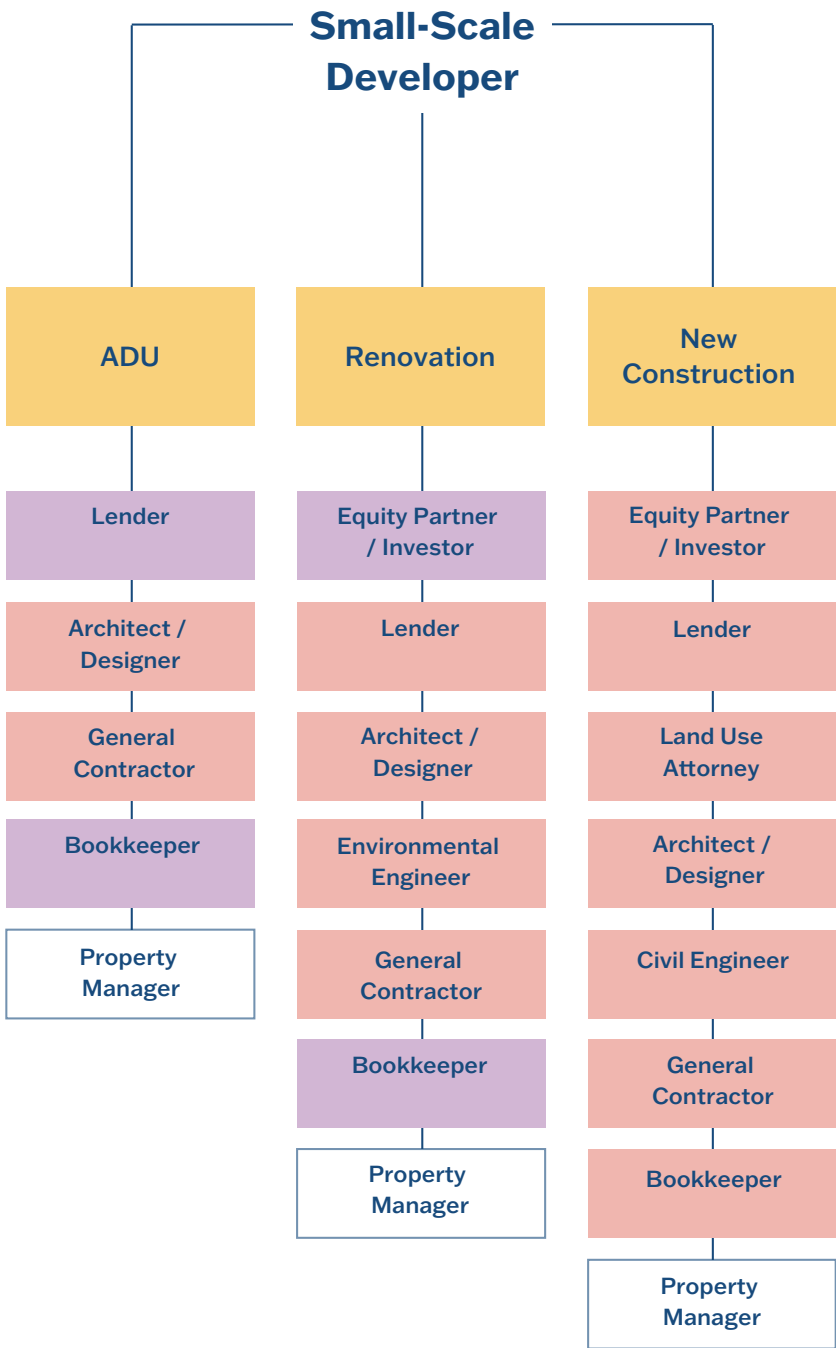 Small-Scale
Developer
ADU
Lender
Architect /
Designer
General
Contractor
Bookkeeper
Property
Manager
Renovation
Equity Partner
/ Investor
Lender
Architect /
Designer
Environmental
Engineer
General
Contractor
Bookkeeper
Property
Manager
New
Construction
Equity Partner
/ Investor
Lender
Land Use
Attorney
Architect /
Designer
Civil Engineer
General
Contractor
Bookkeeper
Property
Manager